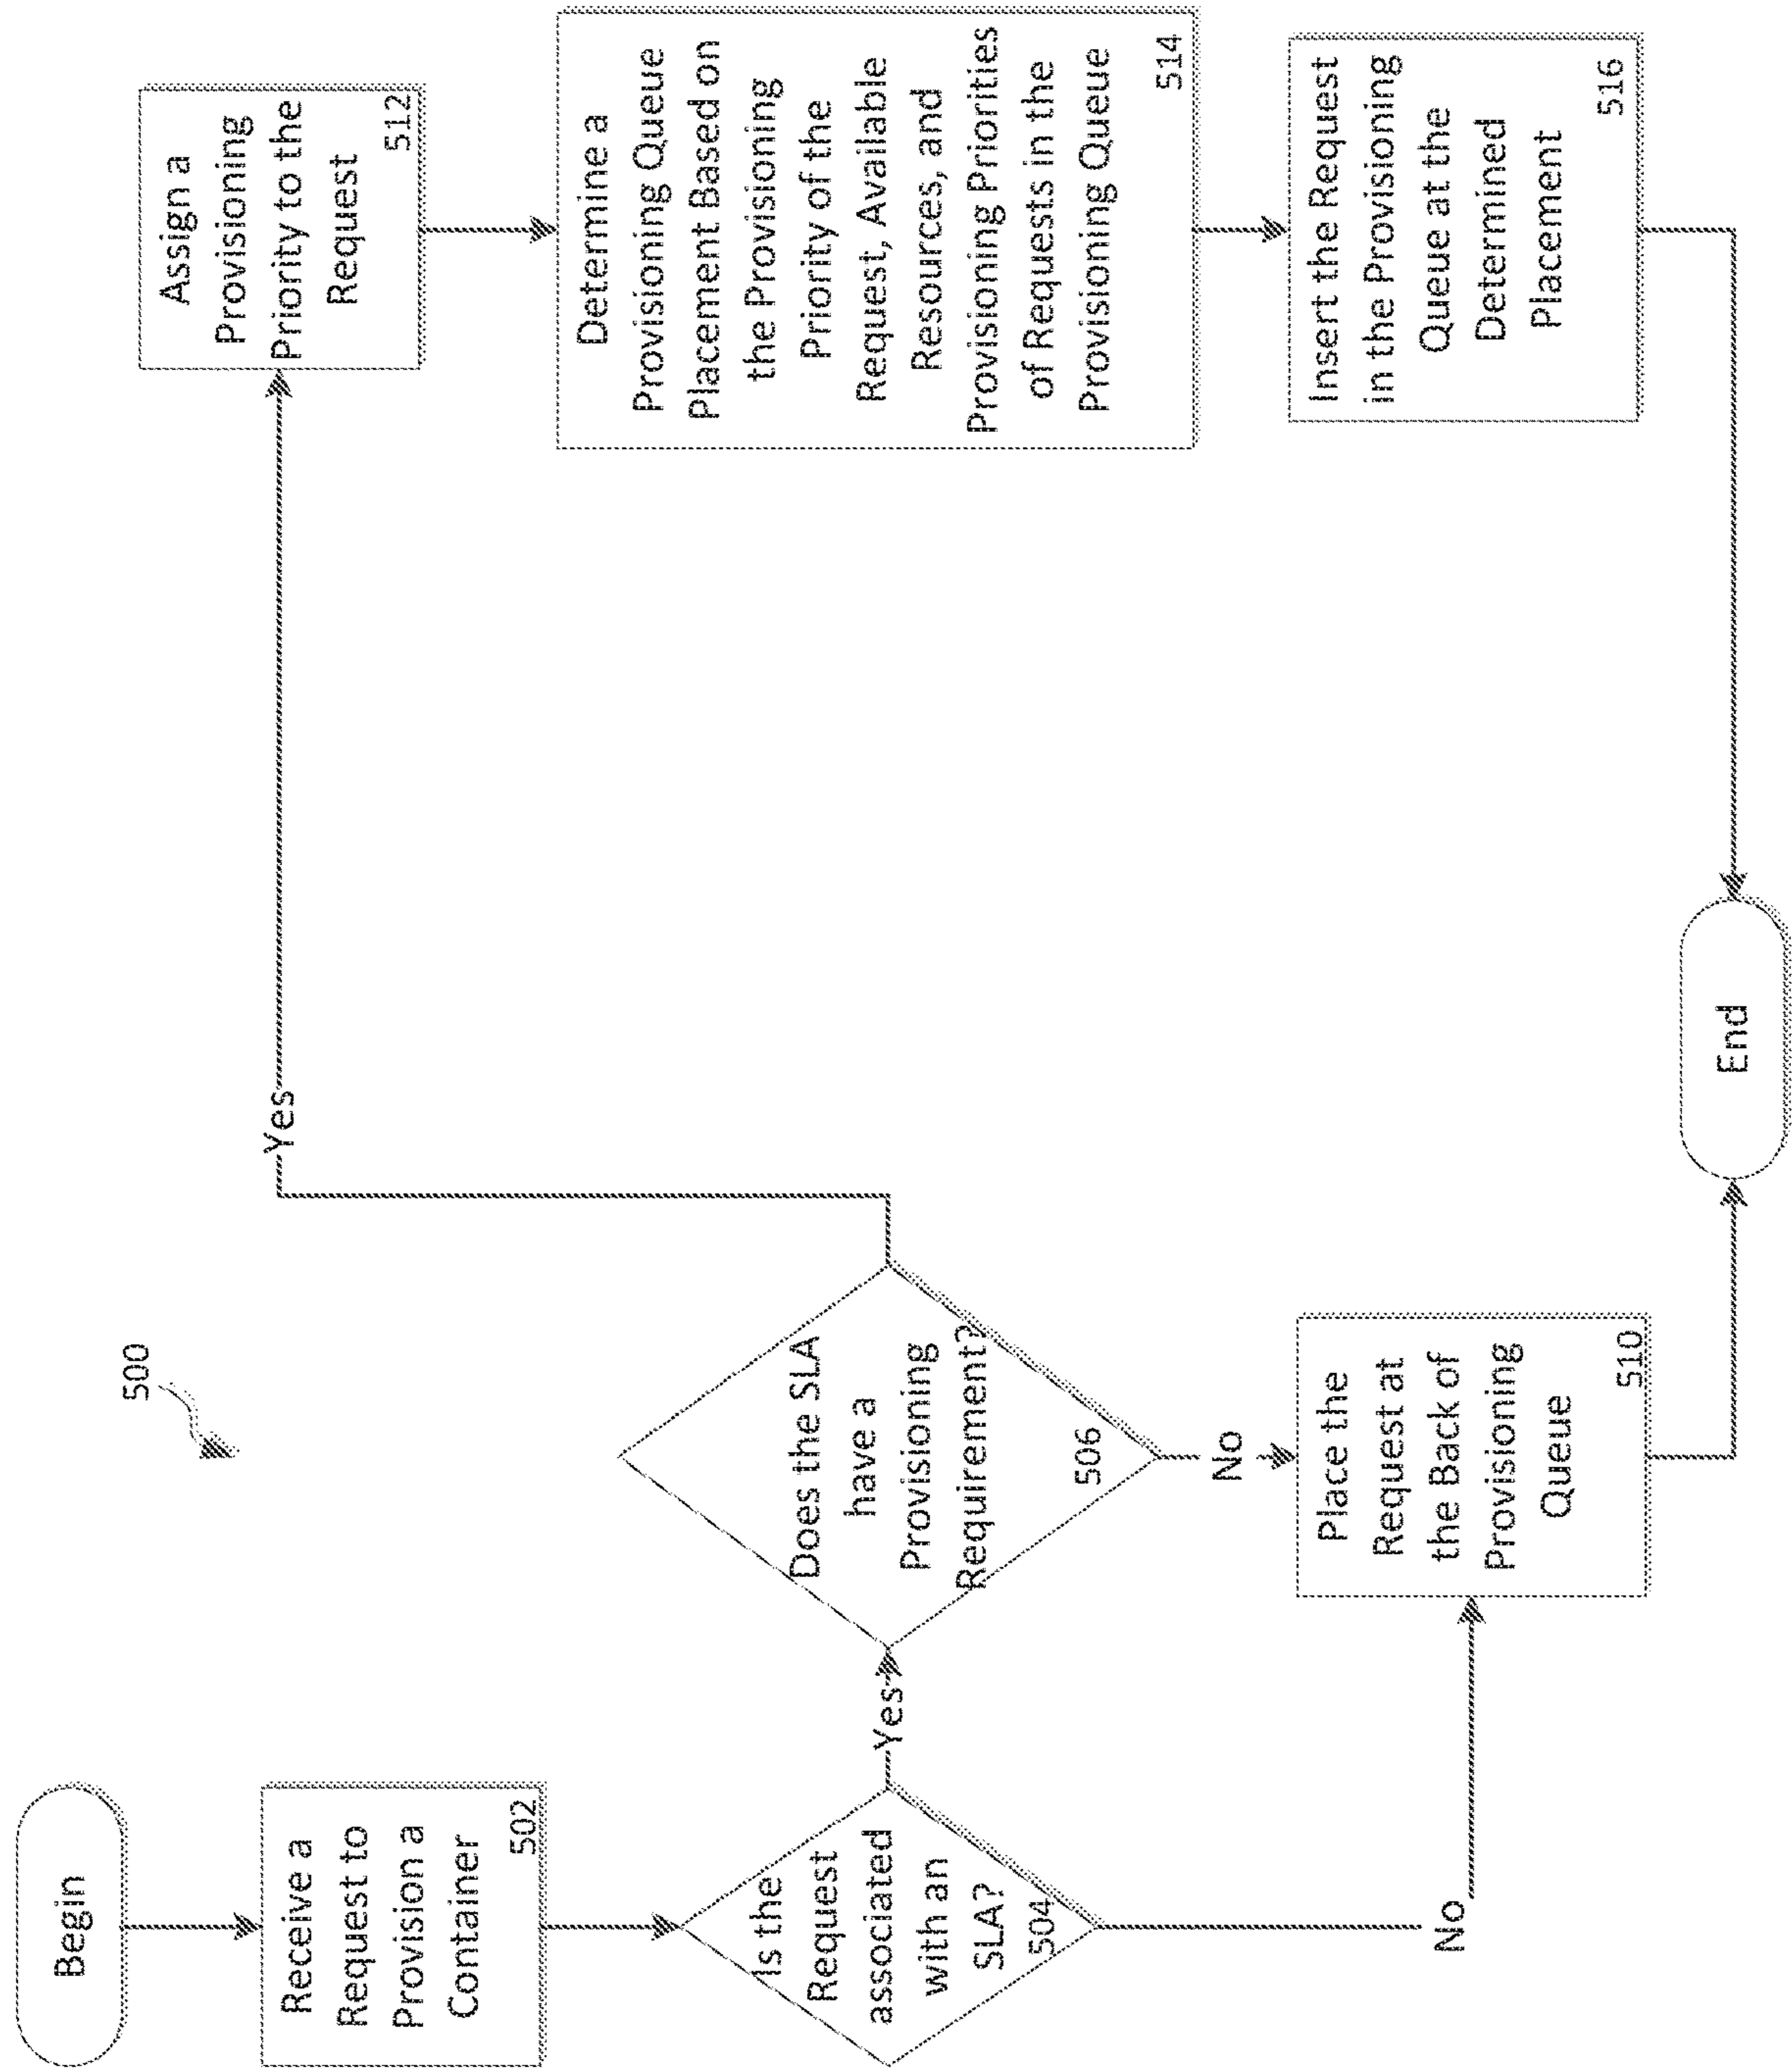 500
Begin
Receive a
Request to
Provision a
Container
502
Is the
Request
associated
with an
SLA?
504
Yes
No
Does the SLA
have a
Provisioning
Requirement?
506
Yes
No
Place the
Request at
the Back of
Provisioning
Queue
510
Assign a
Provisioning
Priority to the
Request
512
Determine a
Provisioning Queue
Placement Based on
the Provisioning
Priority of the
Request, Available
Resources, and
Provisioning Priorities
of Requests in the
Provisioning Queue
514
Insert the Request
in the Provisioning
Queue at the
Determined
Placement
516
End